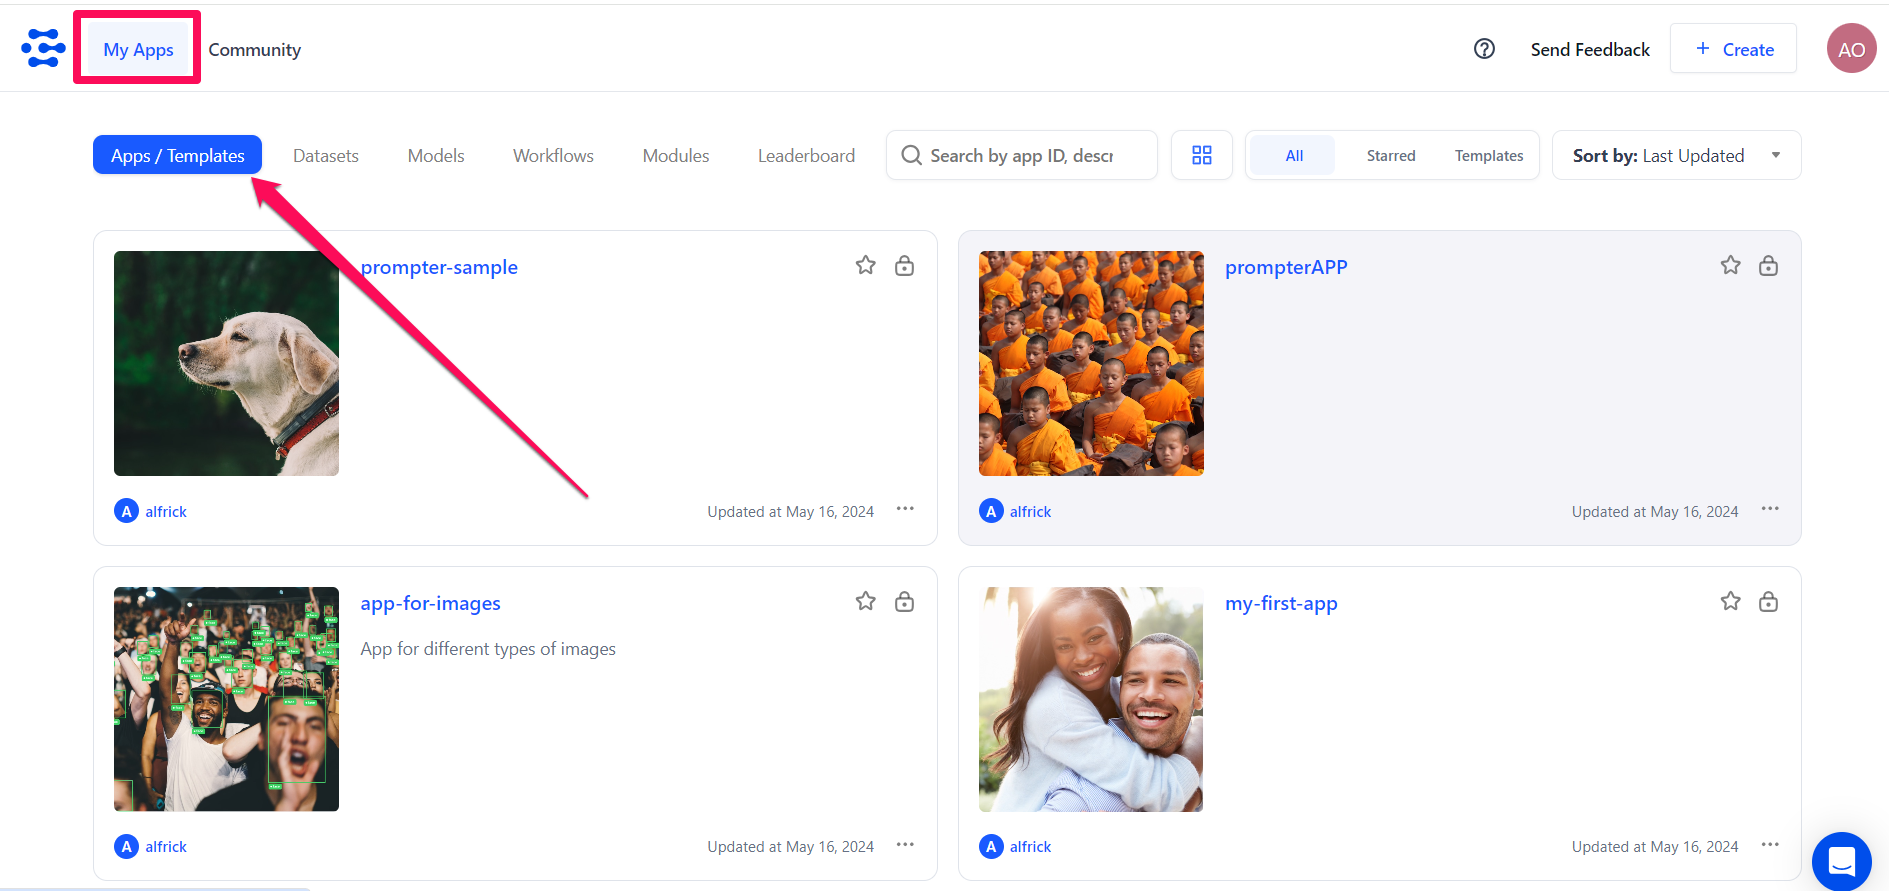 My Apps
Community
Send Feedback
+ Create
AO
Apps / Templates
Datasets
Models
Workflows
Modules
Leaderboard
Search by app ID, descr
All
Starred
Templates
Sort by: Last Updated
prompter-sample
A alfrick
Updated at May 16, 2024
prompterAPP
A alfrick
Updated at May 16, 2024
app-for-images
App for different types of images
A alfrick
Updated at May 16, 2024
my-first-app
A alfrick
Updated at May 16, 2024